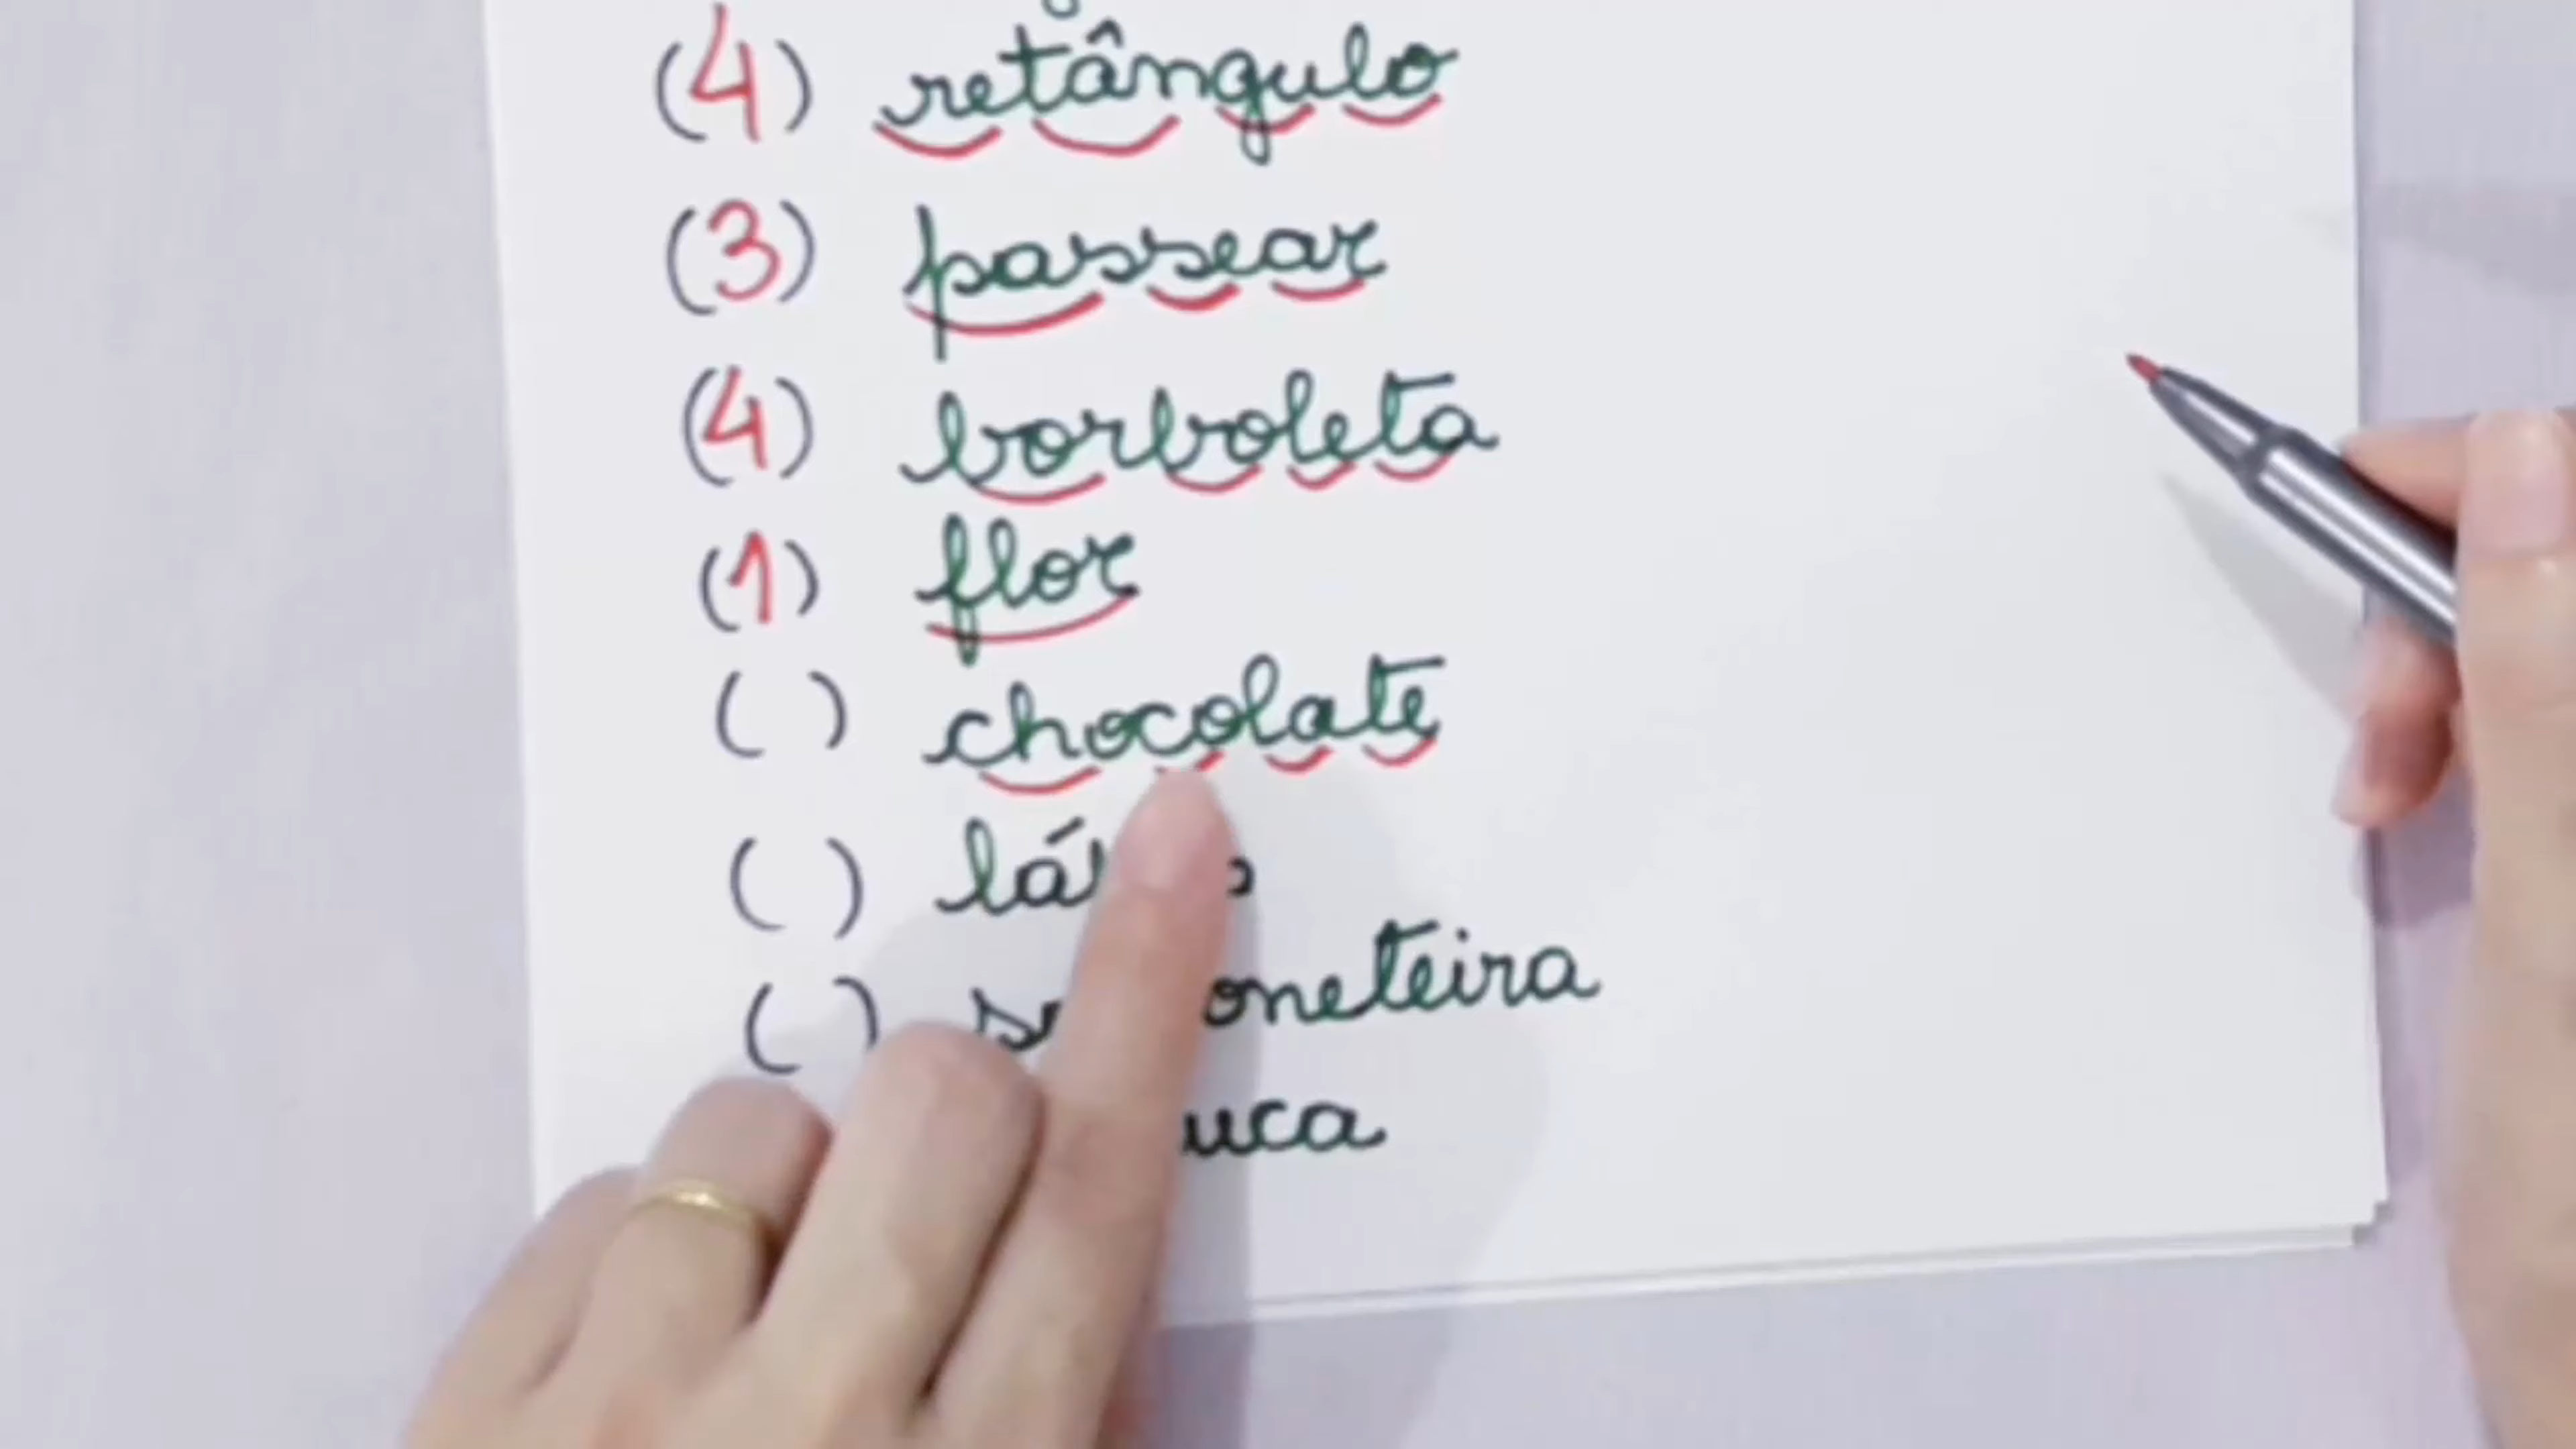 (4) retângulo
(3) passear
(4) borboleta
(1) flor
( ) chocolate
( )
( )